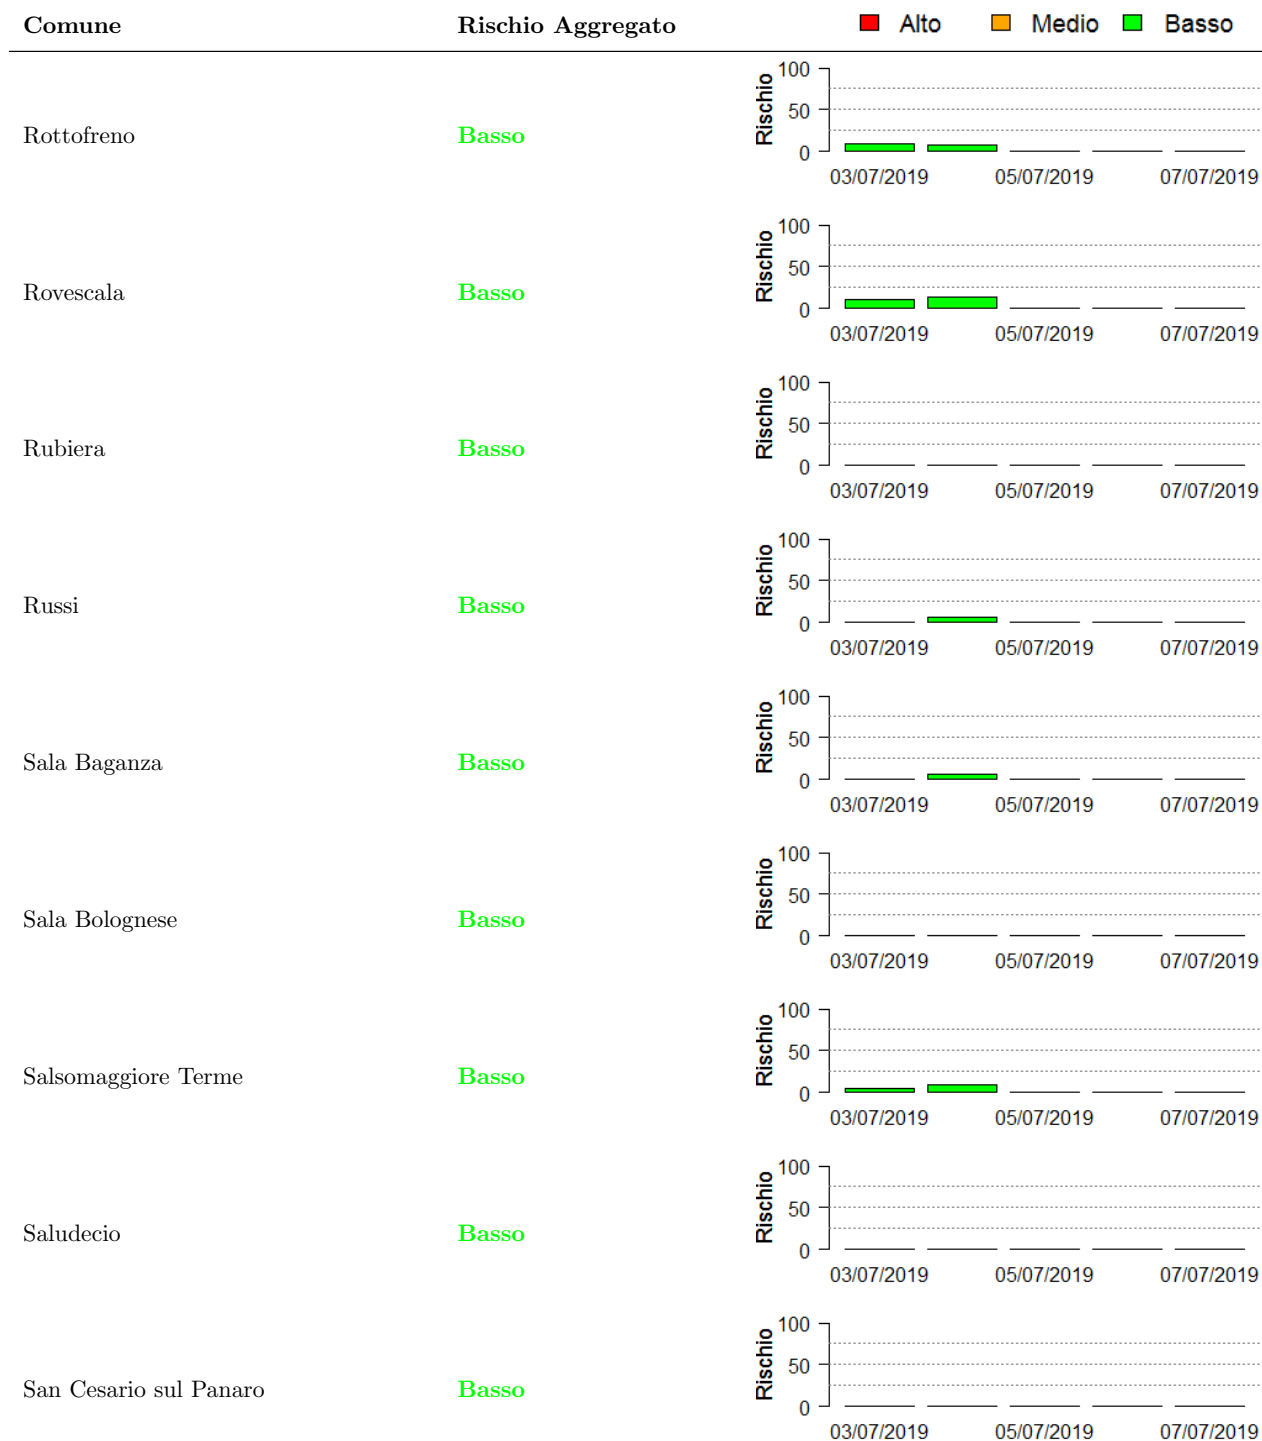 Comune Rischio Aggregato Alto Medio Basso
Rottofreno Basso
Rischio
100
50
0
03/07/2019 05/07/2019 07/07/2019
Rovescala Basso
Rischio
100
50
0
03/07/2019 05/07/2019 07/07/2019
Rubiera Basso
Rischio
100
50
0
03/07/2019 05/07/2019 07/07/2019
Russi Basso
Rischio
100
50
0
03/07/2019 05/07/2019 07/07/2019
Sala Baganza Basso
Rischio
100
50
0
03/07/2019 05/07/2019 07/07/2019
Sala Bolognese Basso
Rischio
100
50
0
03/07/2019 05/07/2019 07/07/2019
Salsomaggiore Terme Basso
Rischio
100
50
0
03/07/2019 05/07/2019 07/07/2019
Saludecio Basso
Rischio
100
50
0
03/07/2019 05/07/2019 07/07/2019
San Cesario sul Panaro Basso
Rischio
100
50
0
03/07/2019 05/07/2019 07/07/2019